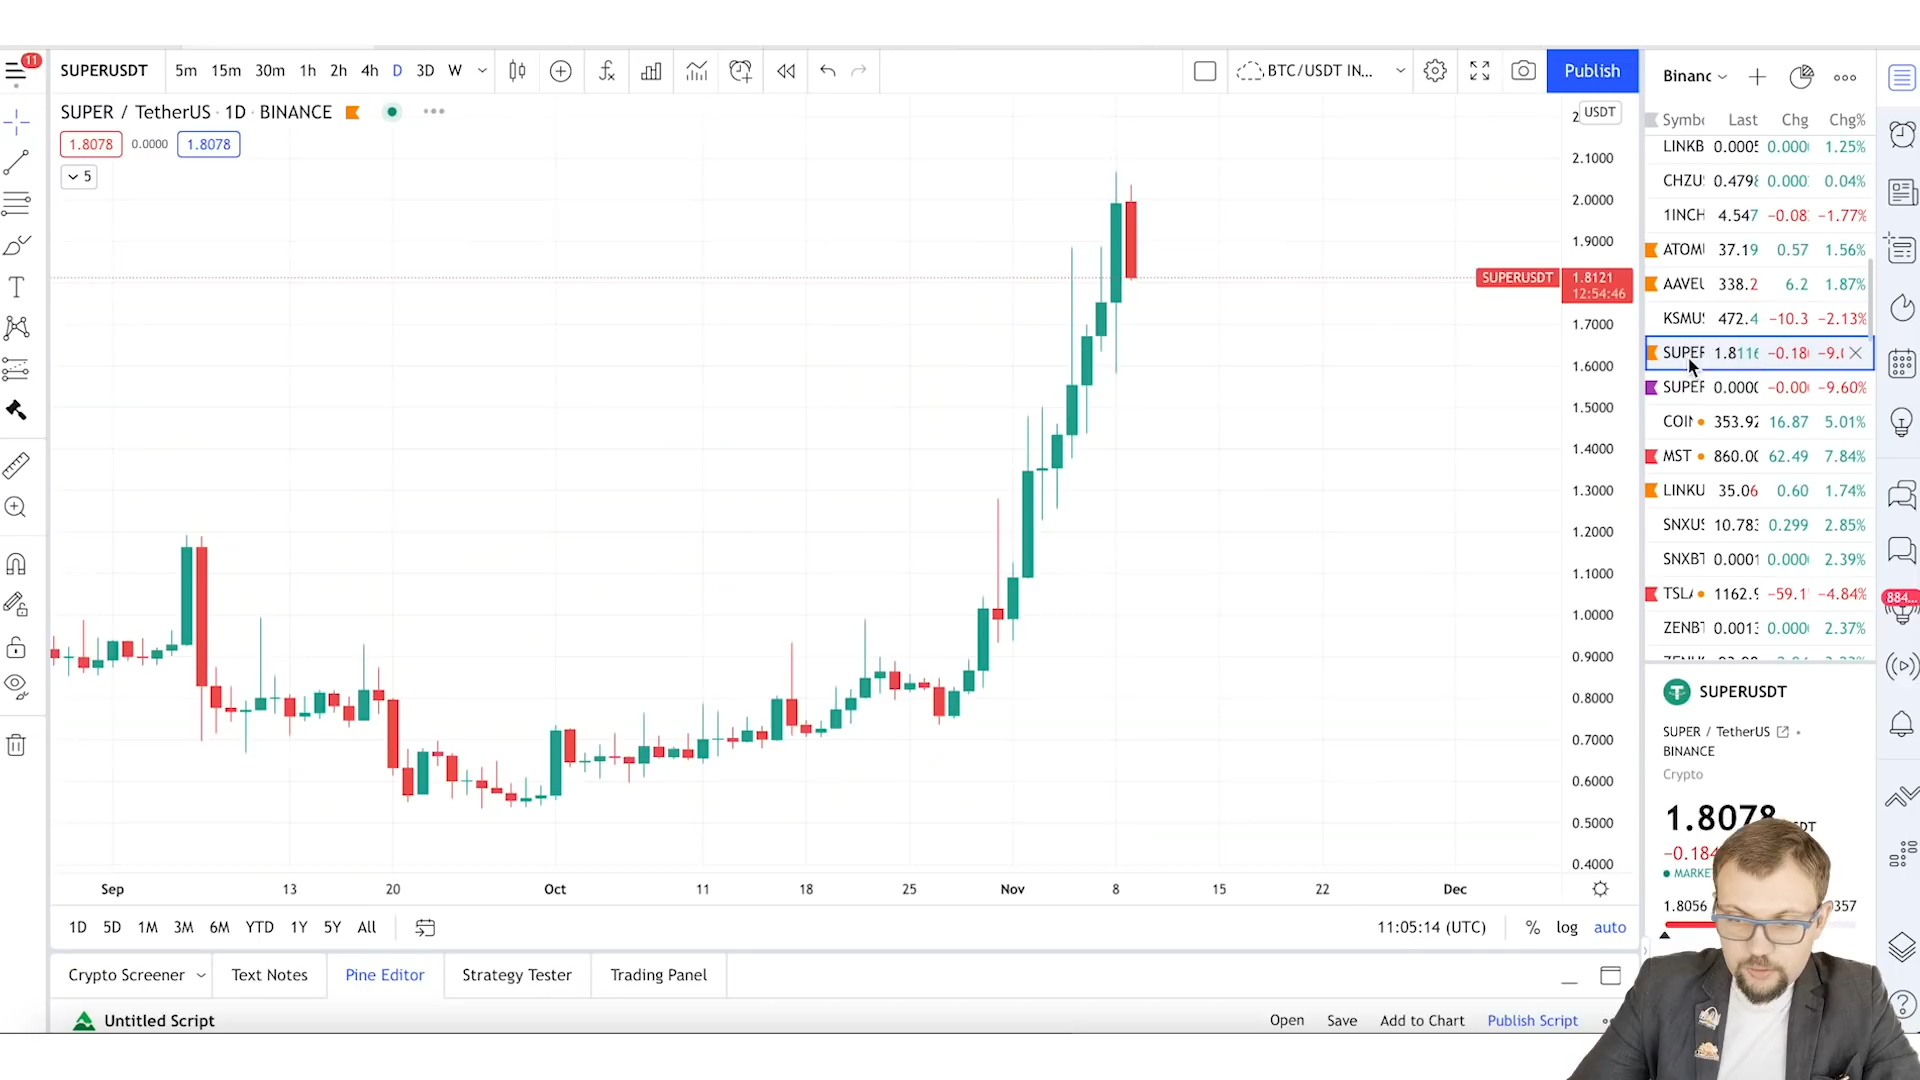 11
SUPERUSDT 5m 15m 30m 1h 2h 4h D 3D W BTC/USDT IN... Publish
Binanc
SUPER / TetherUS · 1D · BINANCE
USDT
1.8078 0.0000 1.8078
5
2.1000
2.0000
1.9000
SUPERUSDT 1.8121
12:54:46
1.7000
1.6000
1.5000
1.4000
1.3000
1.2000
1.1000
1.0000
0.9000
0.8000
0.7000
0.6000
0.5000
0.4000
Sep 13 20 Oct 11 18 25 Nov 8 15 22 Dec
1D 5D 1M 3M 6M YTD 1Y 5Y All
11:05:14 (UTC) % log auto
Crypto Screener Text Notes Pine Editor Strategy Tester Trading Panel
Untitled Script
Open Save Add to Chart Publish Script
Last Chg Chg%
LINKB 0.0005 0.000 1.25%
CHZU 0.479 0.000 0.04%
1INCH 4.547 −0.08 −1.77%
ATOM 37.19 0.57 1.56%
AAVEU 338.2 6.2 1.87%
KSMU 472.4 −10.3 −2.13%
SUPER 1.8116 −0.18 −9.0
SUPER 0.0000 −0.00 −9.60%
COIN 353.92 16.87 5.01%
MST 860.00 62.49 7.84%
LINKU 35.06 0.60 1.74%
SNXU 10.78 0.299 2.85%
SNXBT 0.0001 0.000 2.39%
TSLA 1162.9 −59.1 −4.84%
ZENBT 0.0013 0.000 2.37%
884...
SUPERUSDT
SUPER / TetherUS
BINANCE
Crypto
1.8078
−0.184
MARKE
1.8056 0357